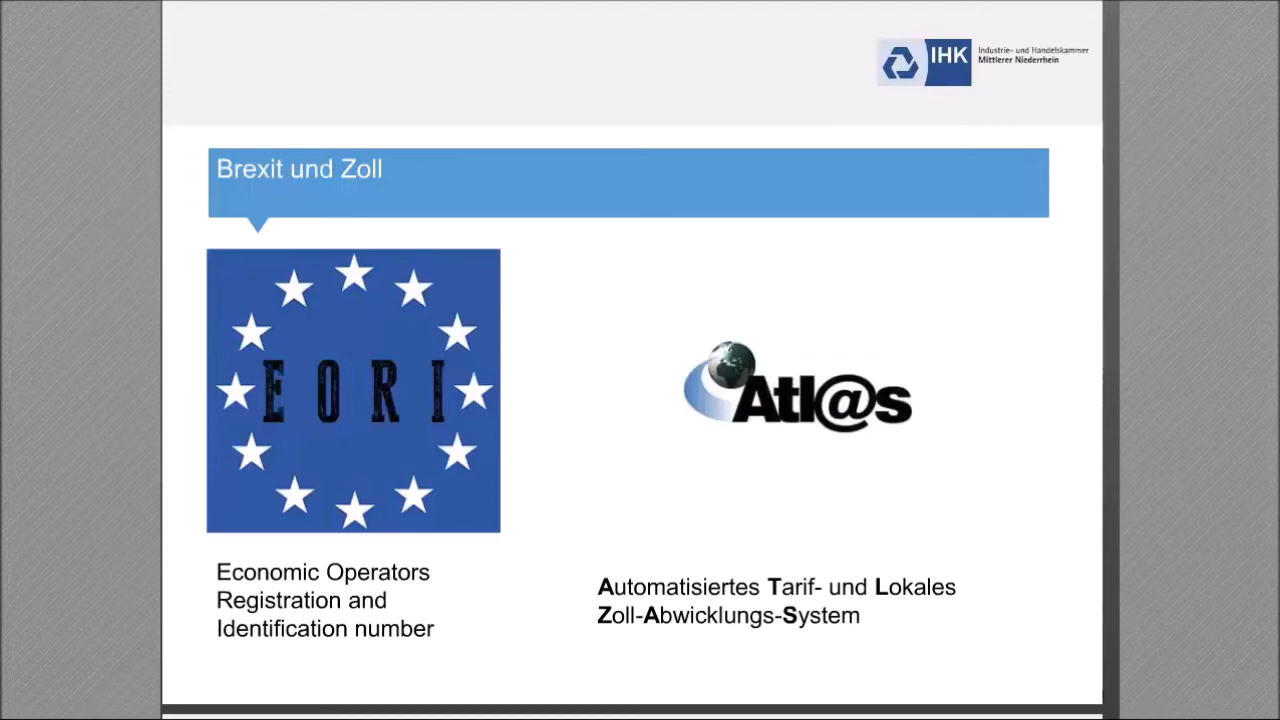 IHK
Industrie- und Handelskammer
Mittlerer Niederrhein
Brexit und Zoll
EORI
Atl@s
Economic Operators
Registration and
Identification number
Automatisiertes Tarif- und Lokales
Zoll-Abwicklungs-System